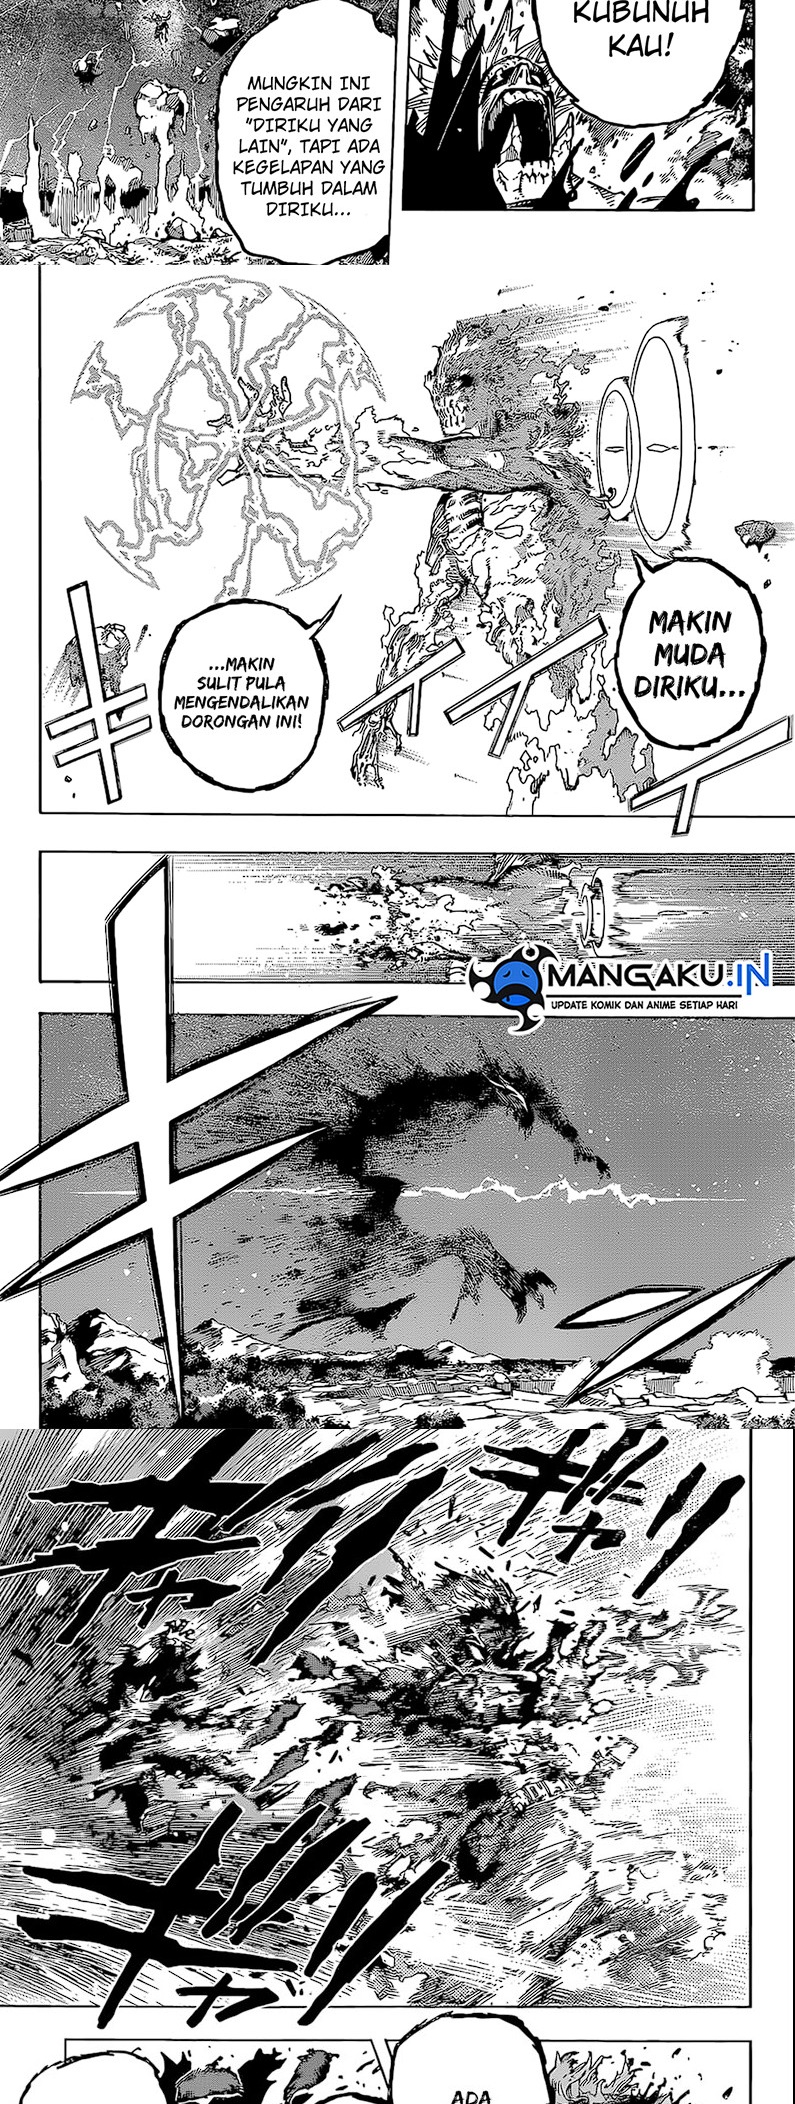 KUBUNUH
KAU!
MUNGKIN INI
PENGARUH DARI
"DIRIKU YANG
LAIN", TAPI ADA
KEGELAPAN YANG
TUMBUH DALAM
DIRIKU...
MAKIN
MUDA
DIRIKU...
...MAKIN
SULIT PULA
MENGENDALIKAN
DORONGAN INI!
MANGAKU.IN
UPDATE KOMIK DAN ANIME SETIAP HARI
ADA